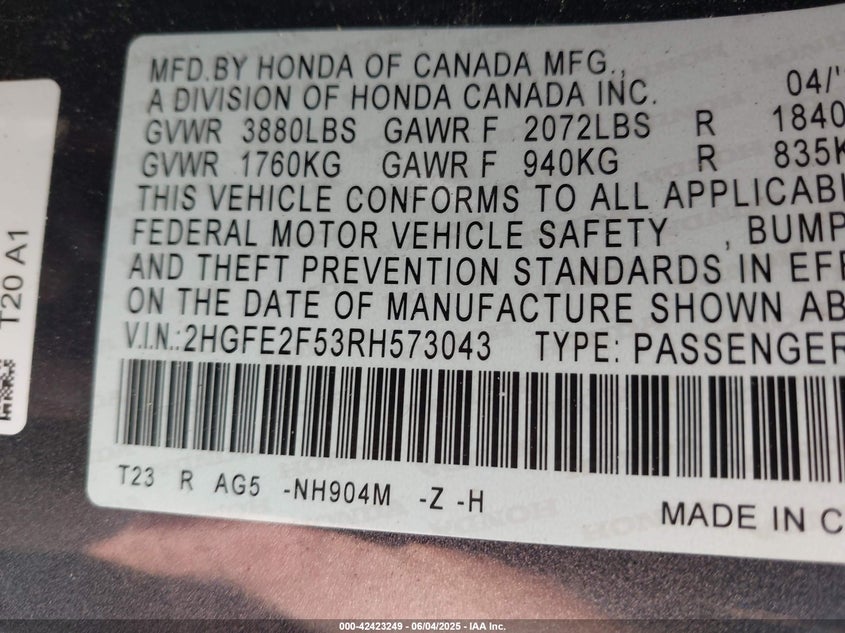 MFD.BY HONDA OF CANADA MFG.,
A DIVISION OF HONDA CANADA INC. 04/'
GVWR 3880LBS GAWR F 2072LBS R 1840
GVWR 1760KG GAWR F 940KG R 835K
THIS VEHICLE CONFORMS TO ALL APPLICABL
FEDERAL MOTOR VEHICLE SAFETY , BUMP
AND THEFT PREVENTION STANDARDS IN EFF
ON THE DATE OF MANUFACTURE SHOWN AB
V.I.N.:2HGFE2F53RH573043 TYPE: PASSENGER
T23 R AG5 -NH904M -Z -H
MADE IN C
T20 A1
000-42423249 - 06/04/2025 - IAA Inc.